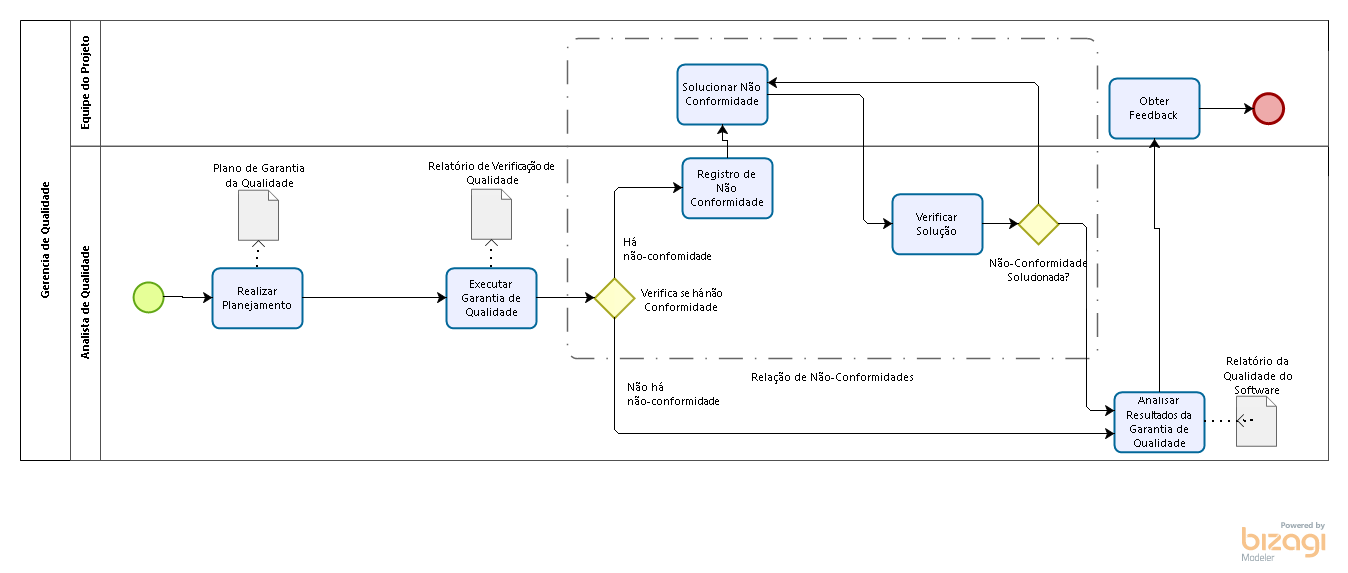 Gerencia de Qualidade
Equipe do Projeto
Solucionar Não
Conformidade
Obter
Feedback
Analista de Qualidade
Plano de Garantia
da Qualidade
Relatório de Verificação de
Qualidade
Registro de
Não
Conformidade
Verificar
Solução
Há
não-confomidade
Não-Conformidade
Solucionada?
Realizar
Planejamento
Executar
Garantia de
Qualidade
Verifica se há não
Conformidade
Relação de Não-Conformidades
Não há
não-conformidade
Relatório da
Qualidade do
Software
Analisar
Resultados da
Garantia de
Qualidade
Powered by
bizagi
Modeler